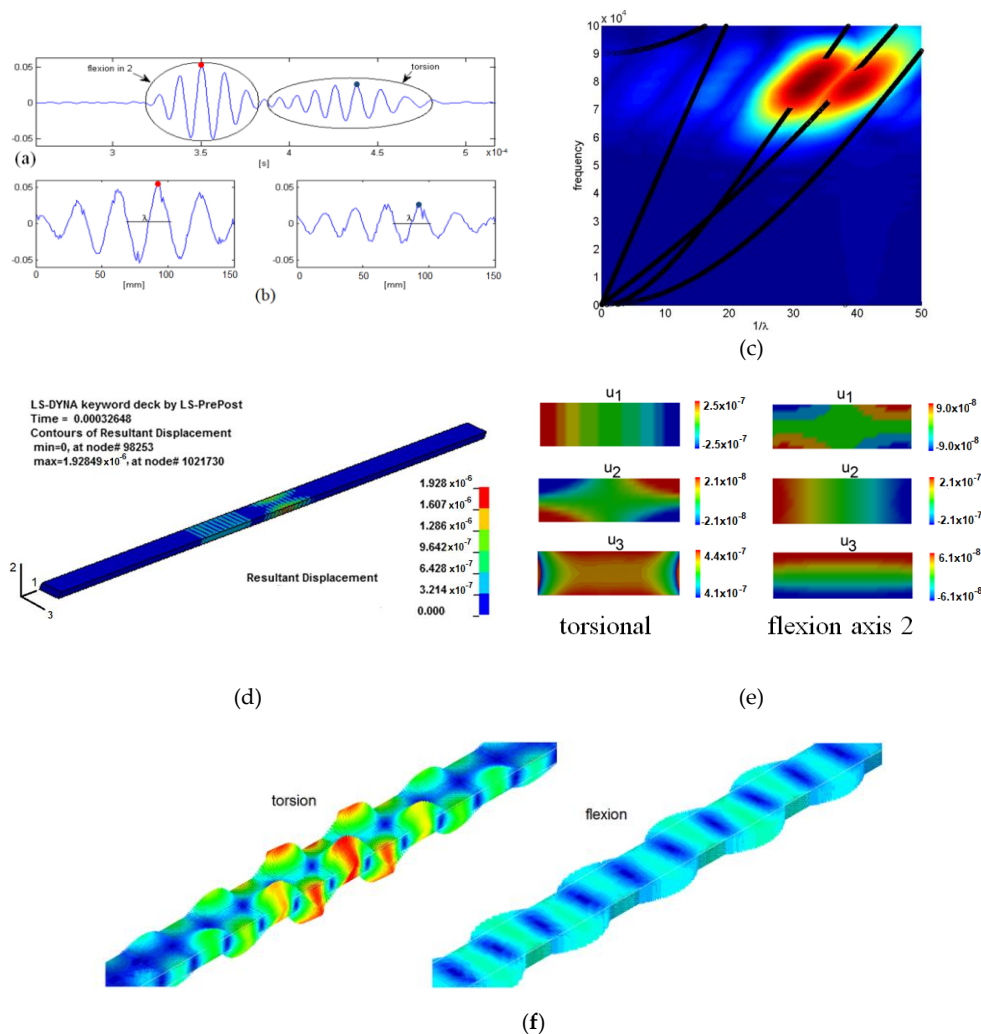 flexion in 2
torsion
0.05
0
-0.05
3
3.5
4
4.5
5
x10⁻⁴
[s]
(a)
0.05
0
-0.05
λ
0
50
100
150
[mm]
0.05
0
-0.05
λ
0
50
100
150
[mm]
(b)
x 10⁴
10
9
8
7
6
5
4
3
2
1
frequency
0
10
20
30
40
50
1/λ
(c)
LS-DYNA keyword deck by LS-PrePost
Time = 0.00032648
Contours of Resultant Displacement
min=0, at node# 98253
max=1.92849x10⁻⁶, at node# 1021730
1.928 x10⁻⁶
1.607 x10⁻⁶
1.286 x10⁻⁶
9.642x10⁻⁷
6.428 x10⁻⁷
3.214 x10⁻⁷
0.000
Resultant Displacement
2
1
3
(d)
u₁
2.5x10⁻⁷
-2.5x10⁻⁷
u₂
2.1x10⁻⁸
-2.1x10⁻⁸
u₃
4.4x10⁻⁷
4.1x10⁻⁷
torsional
u₁
9.0x10⁻⁸
-9.0x10⁻⁸
u₂
2.1x10⁻⁷
-2.1x10⁻⁷
u₃
6.1x10⁻⁸
-6.1x10⁻⁸
flexion axis 2
(e)
torsion
flexion
(f)